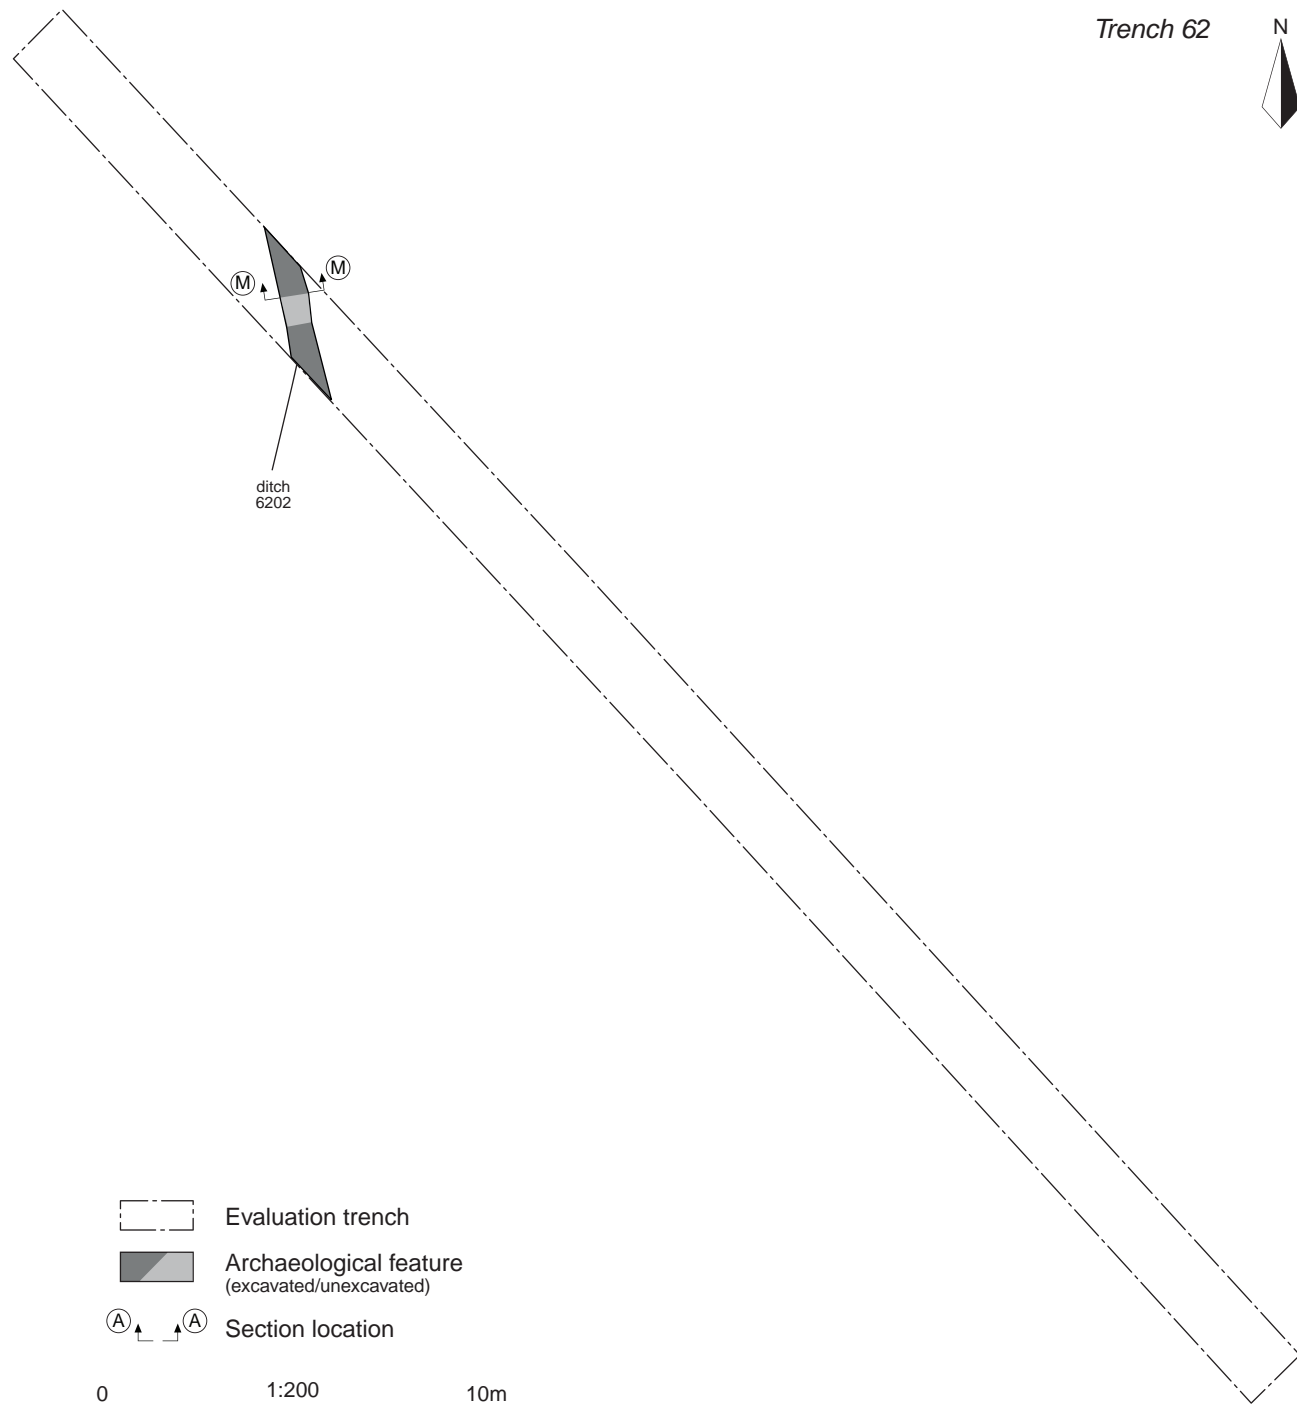 Trench 62
N
M
M
ditch
6202
Evaluation trench
Archaeological feature
(excavated/unexcavated)
A A Section location
0 1:200 10m